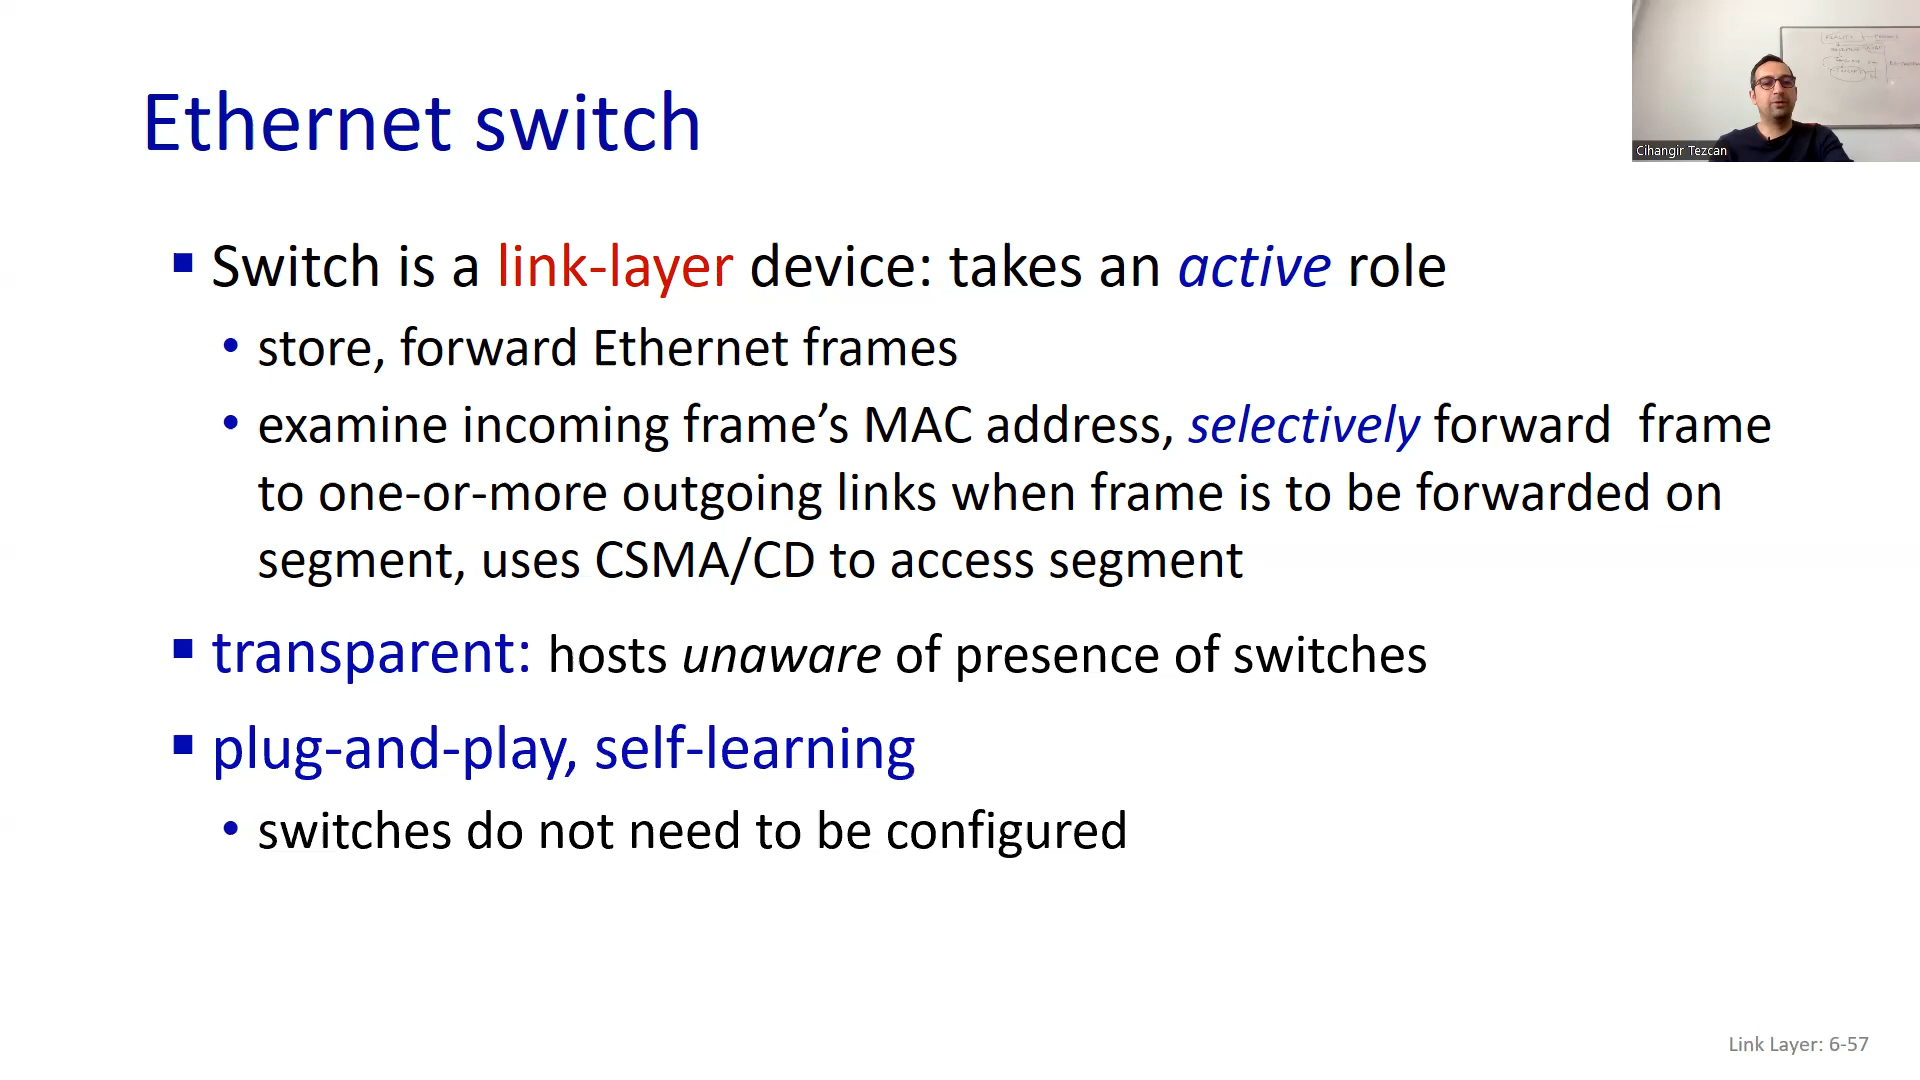 Ethernet switch
Cihangir Tezcan
▪ Switch is a link-layer device: takes an active role
• store, forward Ethernet frames
• examine incoming frame’s MAC address, selectively forward  frame
to one-or-more outgoing links when frame is to be forwarded on
segment, uses CSMA/CD to access segment
▪ transparent: hosts unaware of presence of switches
▪ plug-and-play, self-learning
• switches do not need to be configured
Link Layer: 6-57